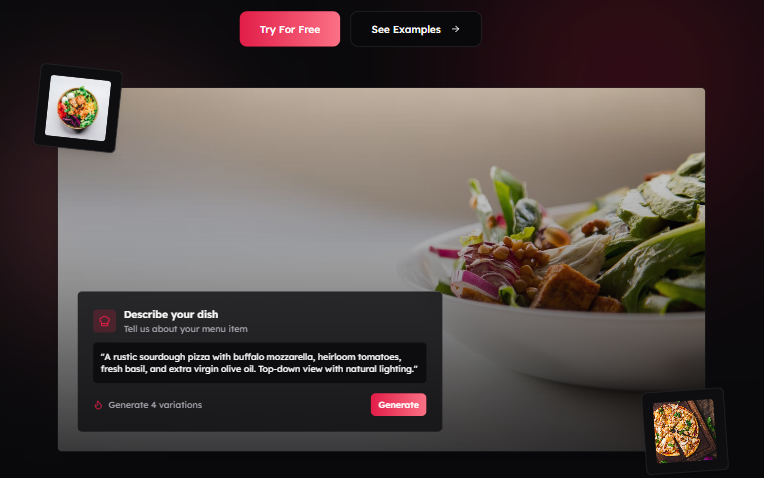 Try For Free
See Examples →
Describe your dish
Tell us about your menu item
"A rustic sourdough pizza with buffalo mozzarella, heirloom tomatoes,
fresh basil, and extra virgin olive oil. Top-down view with natural lighting."
Generate 4 variations
Generate